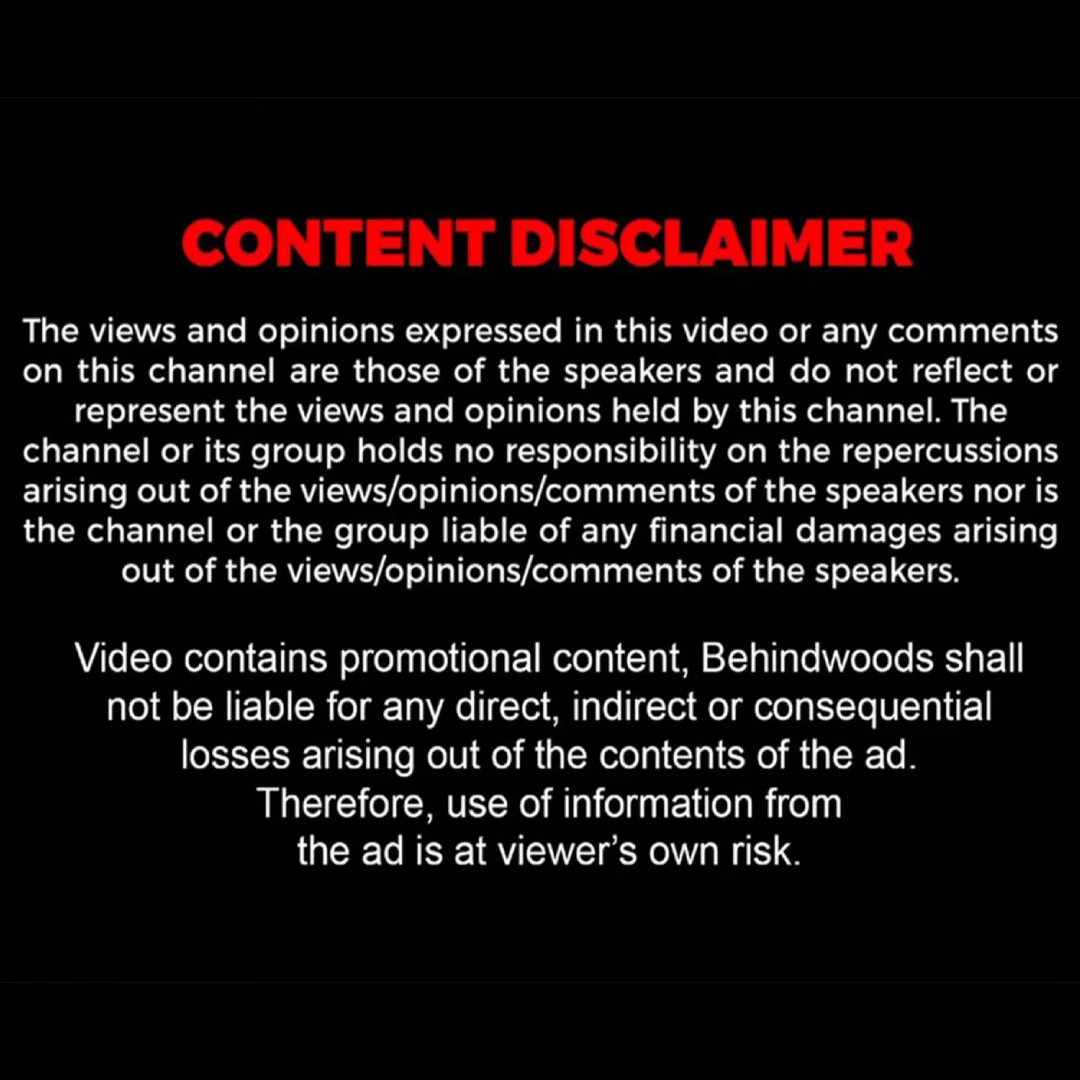 CONTENT DISCLAIMER
The views and opinions expressed in this video or any comments
on this channel are those of the speakers and do not reflect or
represent the views and opinions held by this channel. The
channel or its group holds no responsibility on the repercussions
arising out of the views/opinions/comments of the speakers nor is
the channel or the group liable of any financial damages arising
out of the views/opinions/comments of the speakers.
Video contains promotional content, Behindwoods shall
not be liable for any direct, indirect or consequential
losses arising out of the contents of the ad.
Therefore, use of information from
the ad is at viewer’s own risk.